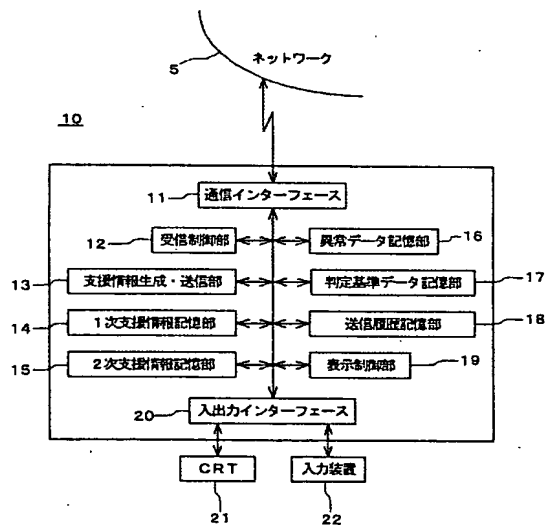 ネットワーク
5
10
11
通信インターフェース
12
受信制御部
異常データ記憶部
16
13
支援情報生成・送信部
判定基準データ記憶部
17
14
1次支援情報記憶部
送信履歴記憶部
18
15
2次支援情報記憶部
表示制御部
19
20
入出力インターフェース
CRT
入力装置
21
22